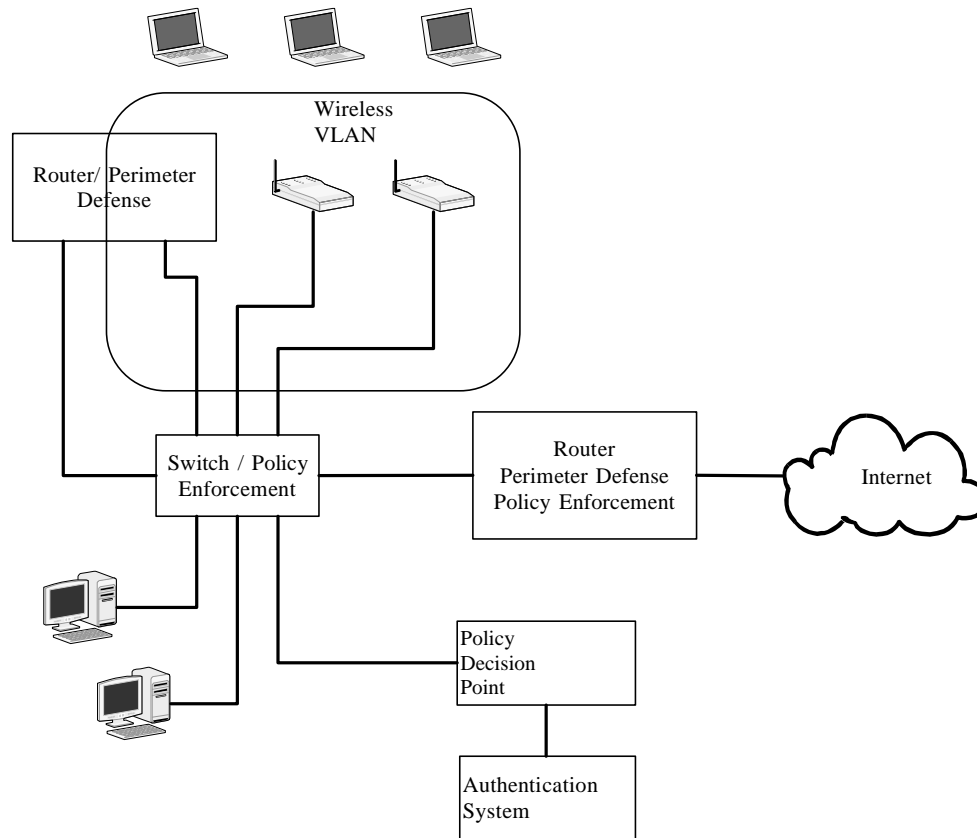 Wireless
VLAN
Router/ Perimeter
Defense
Switch / Policy
Enforcement
Router
Perimeter Defense
Policy Enforcement
Internet
Policy
Decision
Point
Authentication
System